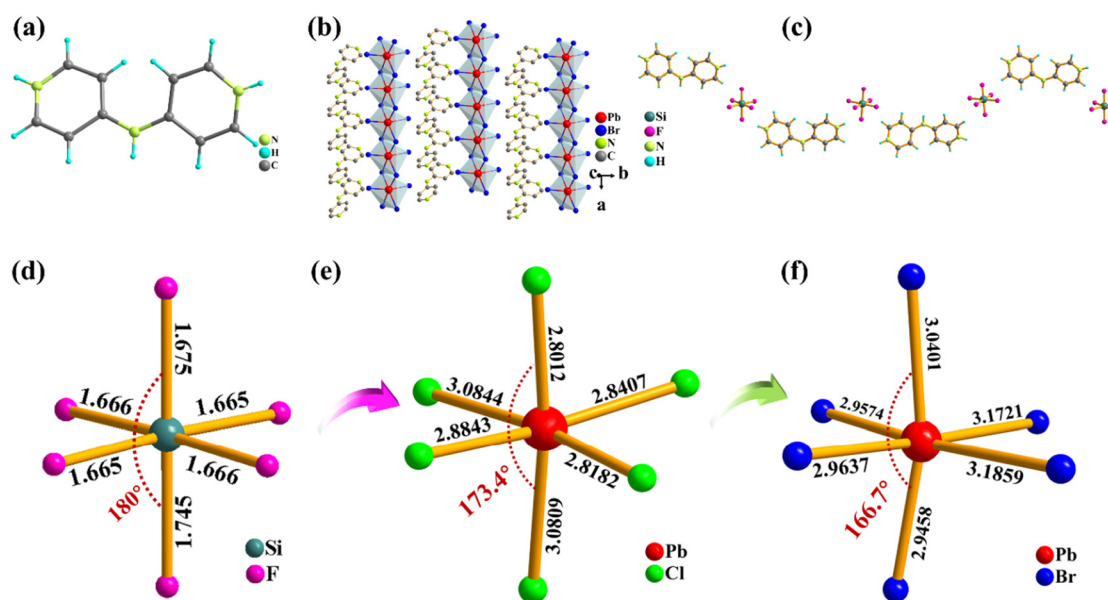 (a)
N
H
C
(b)
Pb
Br
N
C
c
b
a
Si
F
N
H
(c)
(d)
1.675
1.666
1.665
1.665
1.666
180°
1.745
Si
F
(e)
2.8012
3.0844
2.8407
2.8843
2.8182
173.4°
3.0809
Pb
Cl
(f)
3.0401
2.9574
3.1721
2.9637
3.1859
166.7°
2.9458
Pb
Br